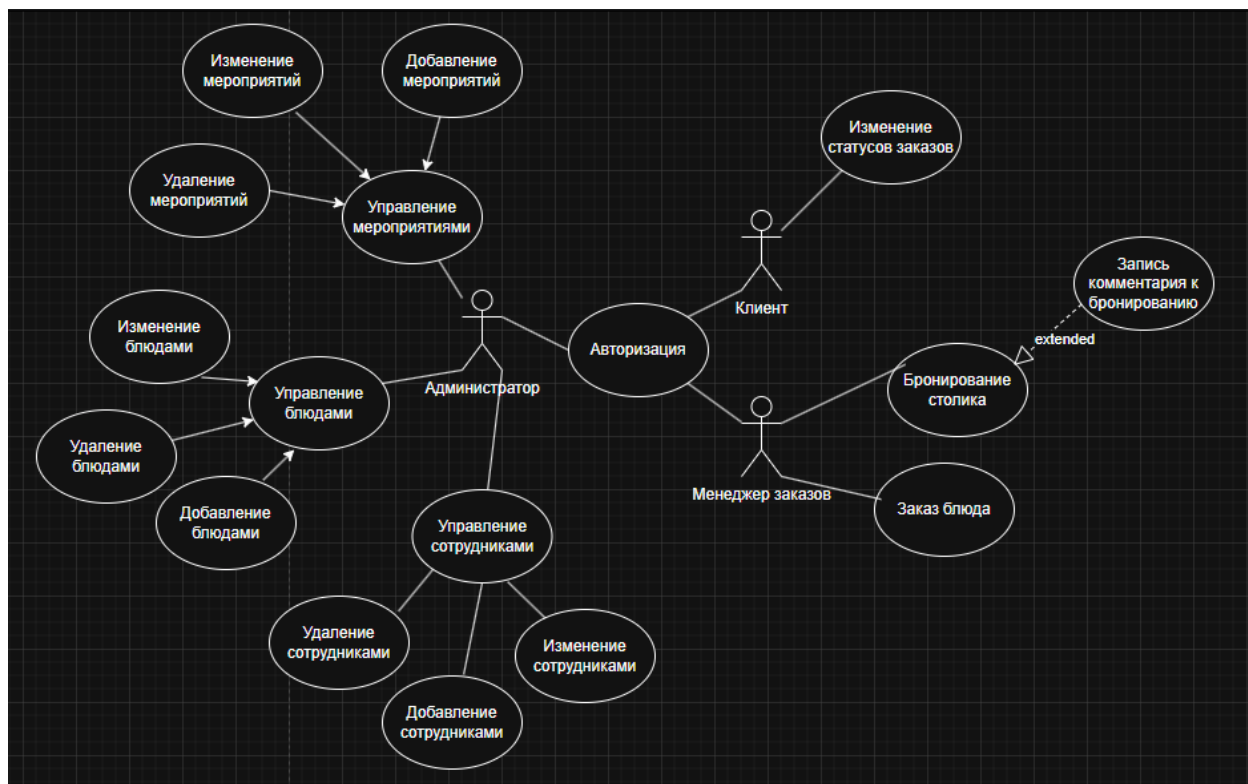 Изменение
мероприятий
Добавление
мероприятий
Изменение
статусов заказов
Удаление
мероприятий
Управление
мероприятиями
Запись
комментария к
бронированию
Клиент
Изменение
блюдами
Авторизация
extended
Администратор
Управление
блюдами
Бронирование
столика
Удаление
блюдами
Менеджер заказов
Добавление
блюдами
Заказ блюда
Управление
сотрудниками
Удаление
сотрудниками
Изменение
сотрудниками
Добавление
сотрудниками